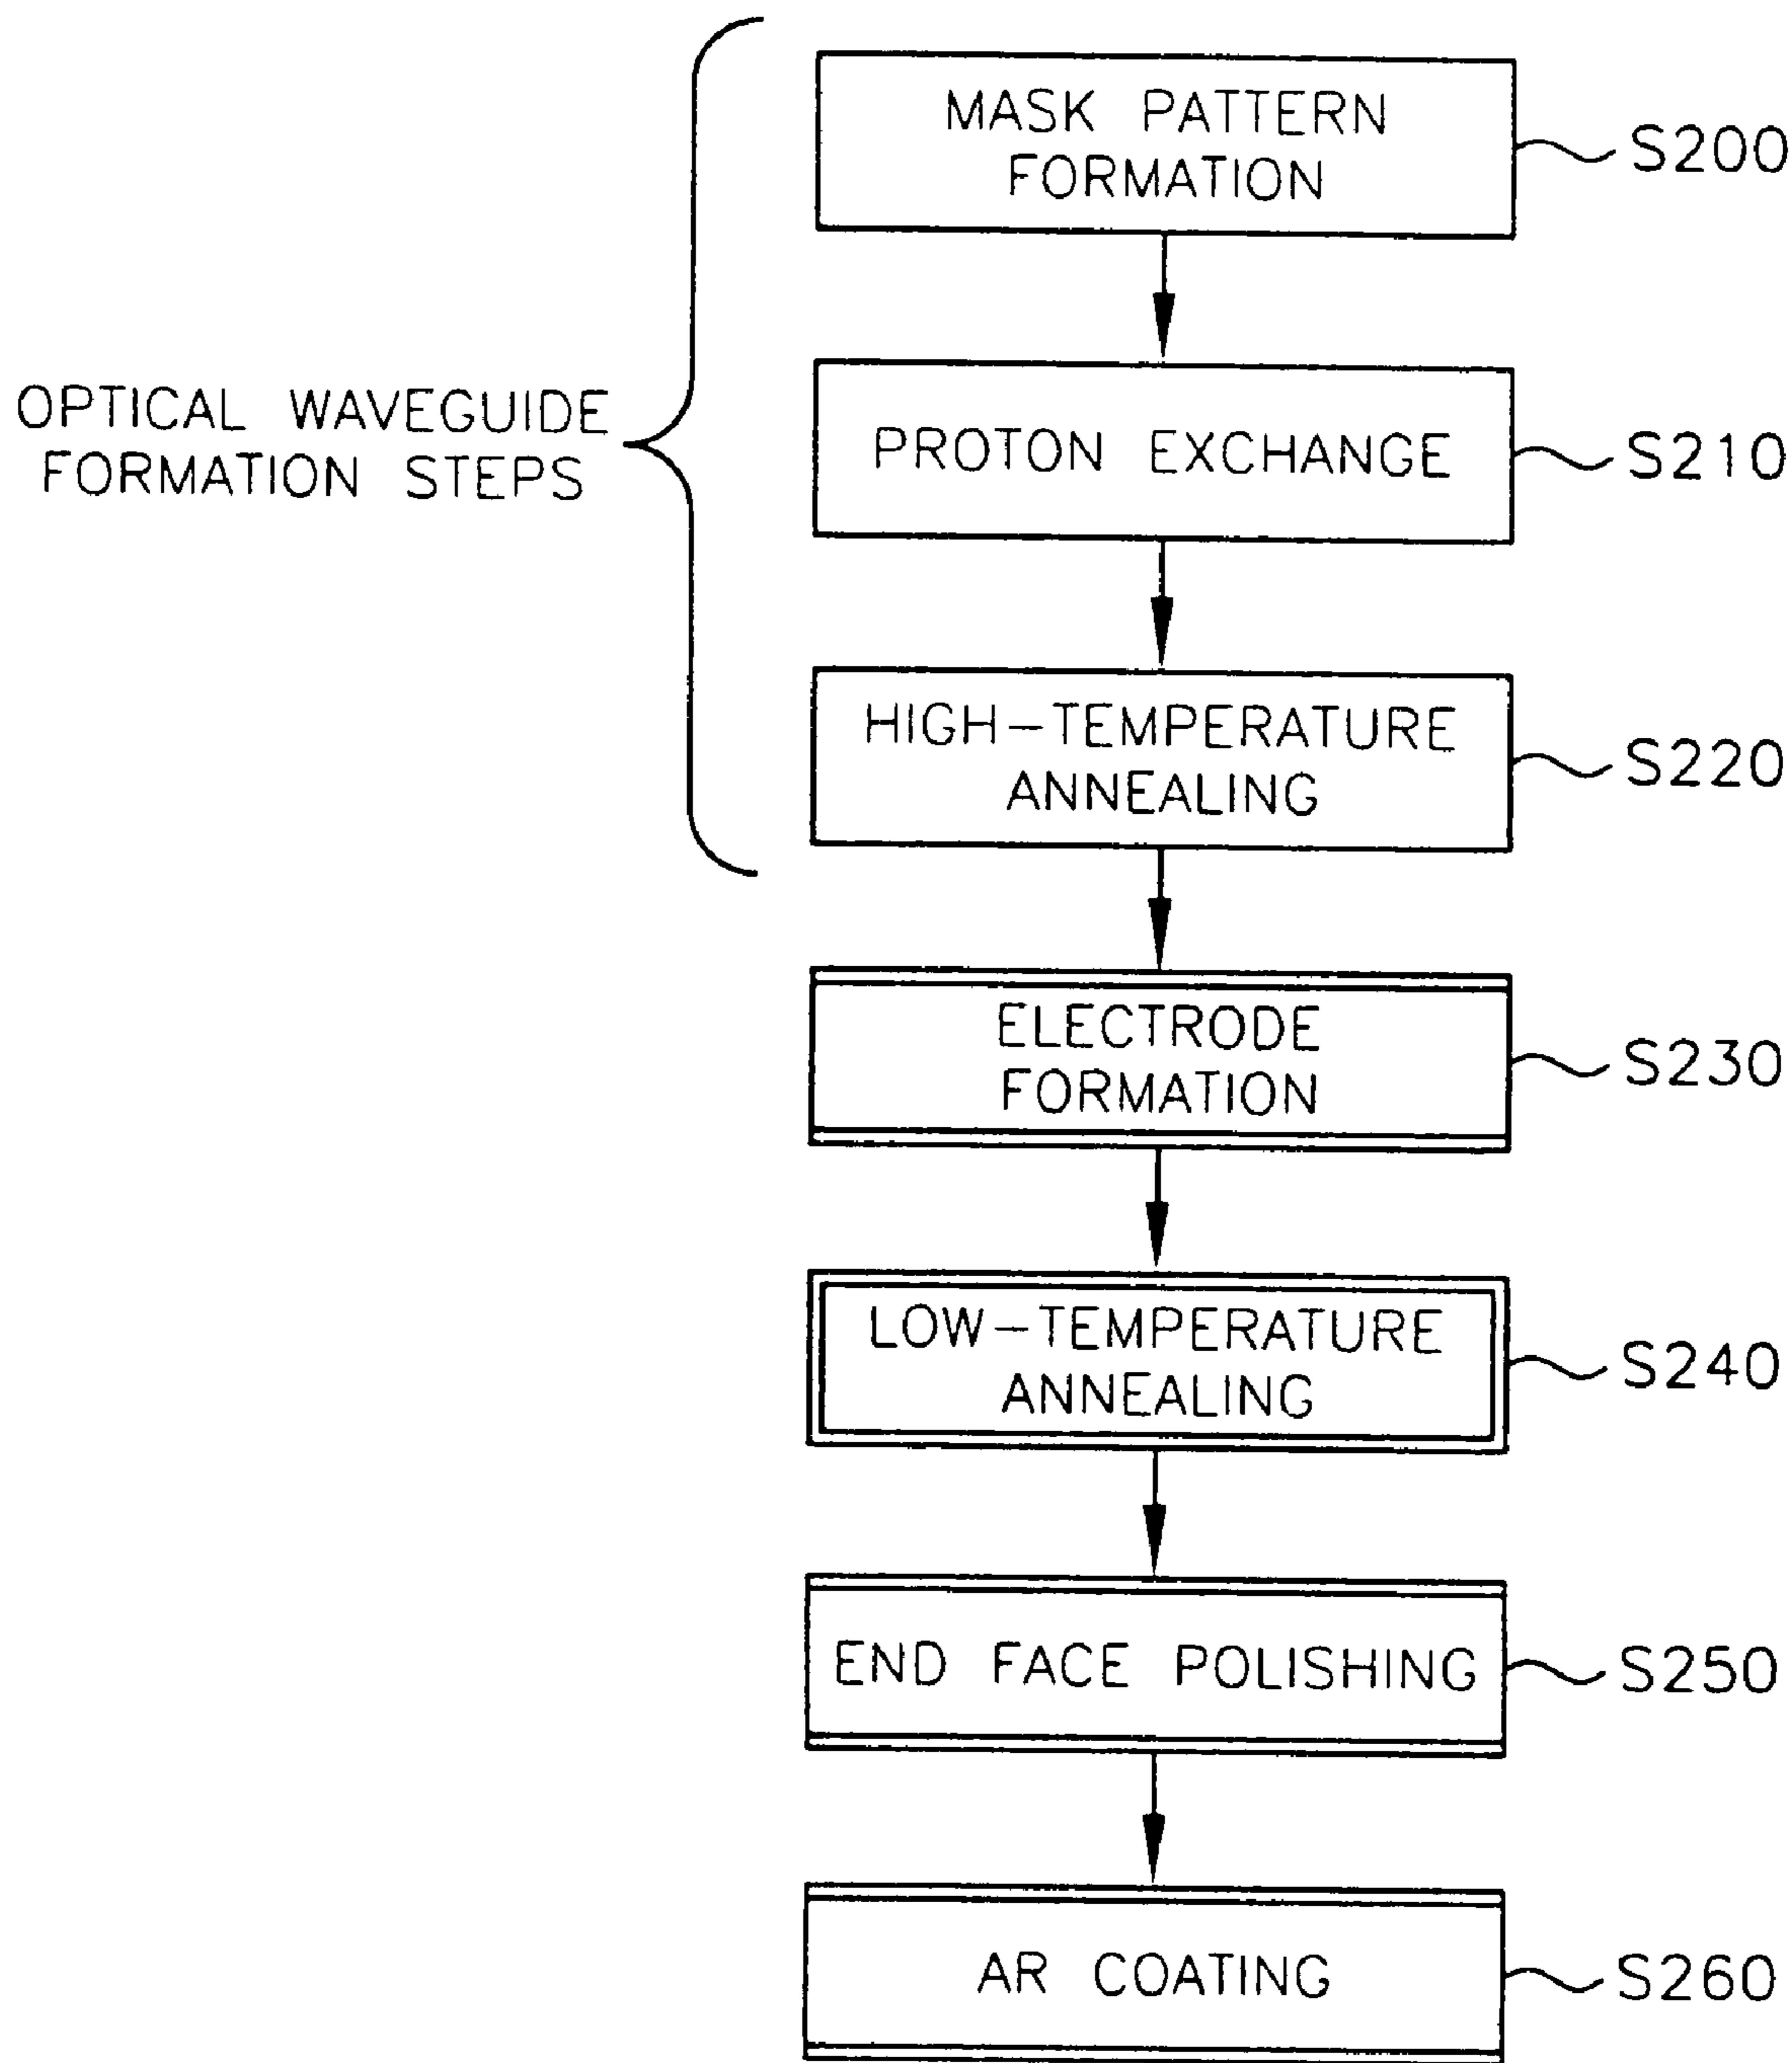 MASK PATTERN
FORMATION
S200
OPTICAL WAVEGUIDE
FORMATION STEPS
PROTON EXCHANGE
S210
HIGH-TEMPERATURE
ANNEALING
S220
ELECTRODE
FORMATION
S230
LOW-TEMPERATURE
ANNEALING
S240
END FACE POLISHING
S250
AR COATING
S260